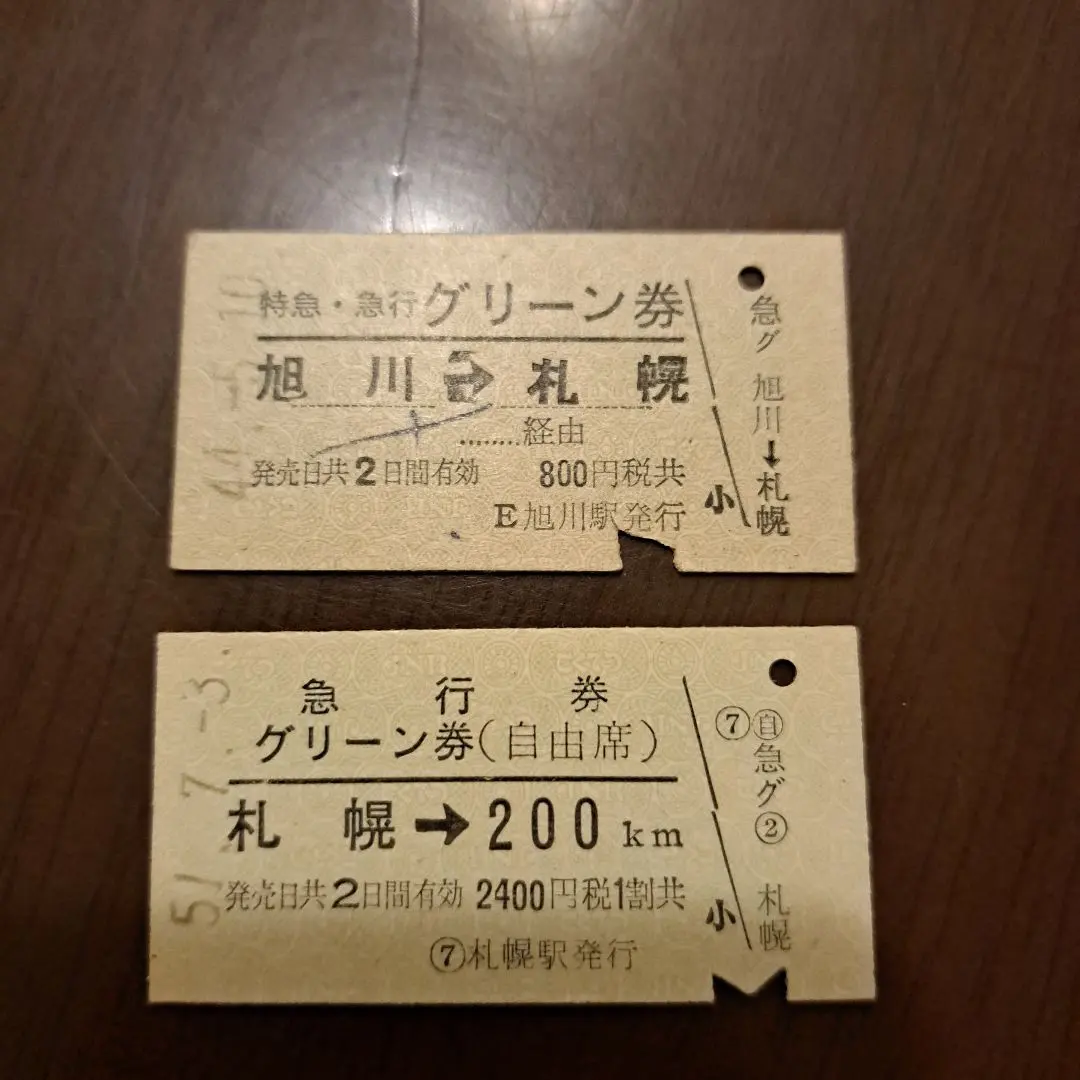 特急・急行グリーン券
旭川➔札幌
........経由
発売日共2日間有効 800円税共
E旭川駅発行
小
急グ 旭川→札幌
急行券
グリーン券(自由席)
札幌➔200km
発売日共2日間有効 2400円税1割共
⑦札幌駅発行
小
⑦㊀急グ② 札幌
51.7.-3